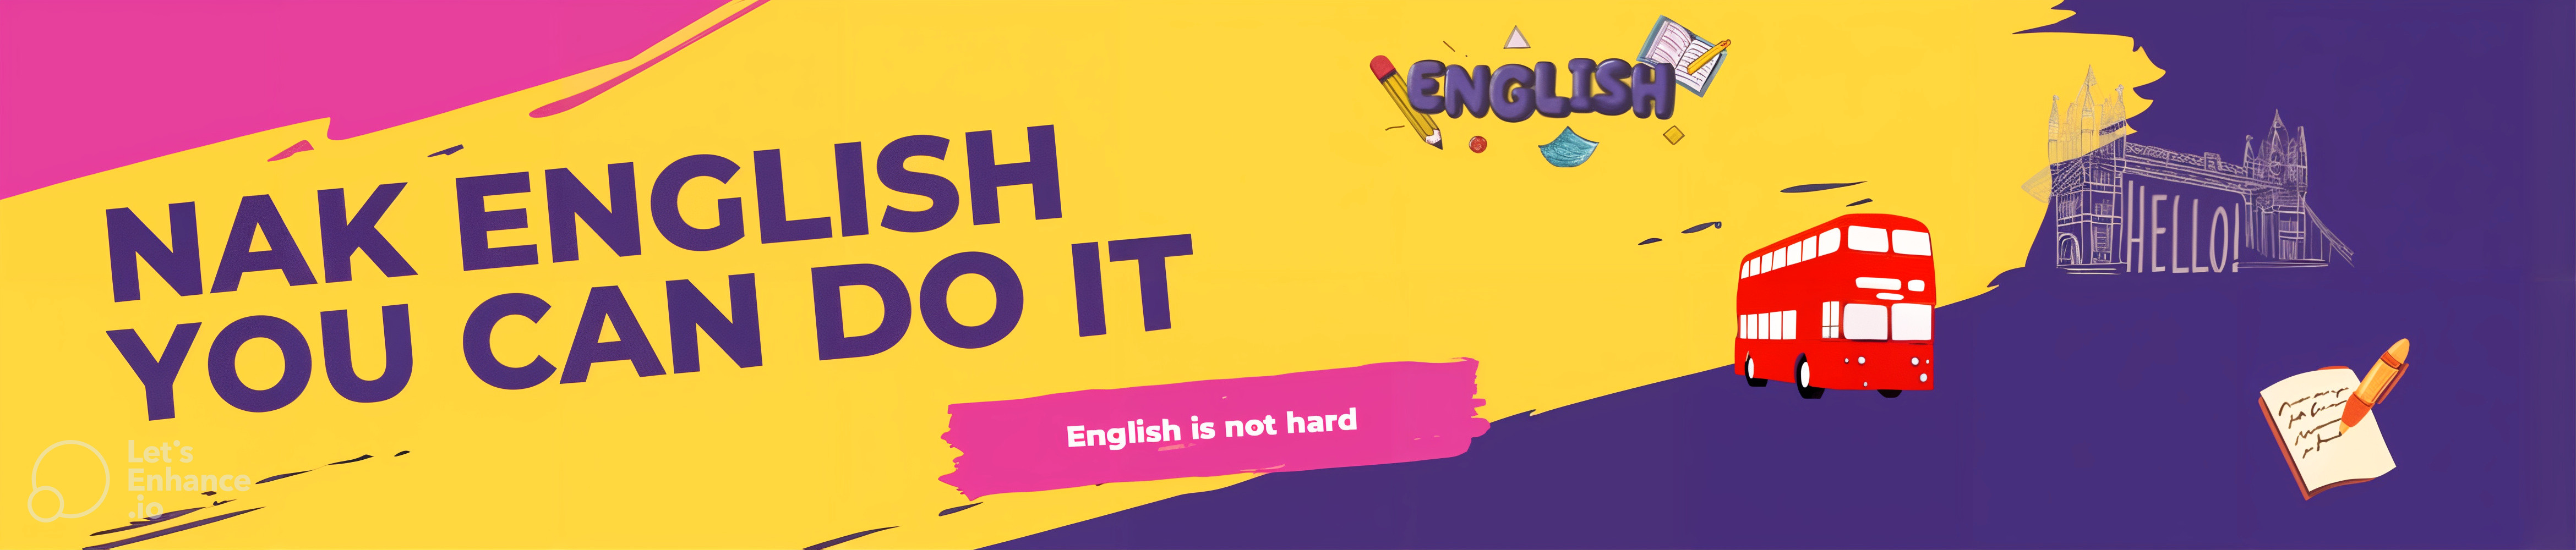 NAK ENGLISH
YOU CAN DO IT
English is not hard
ENGLISH
HELLO!
Let's
Enhance
.io